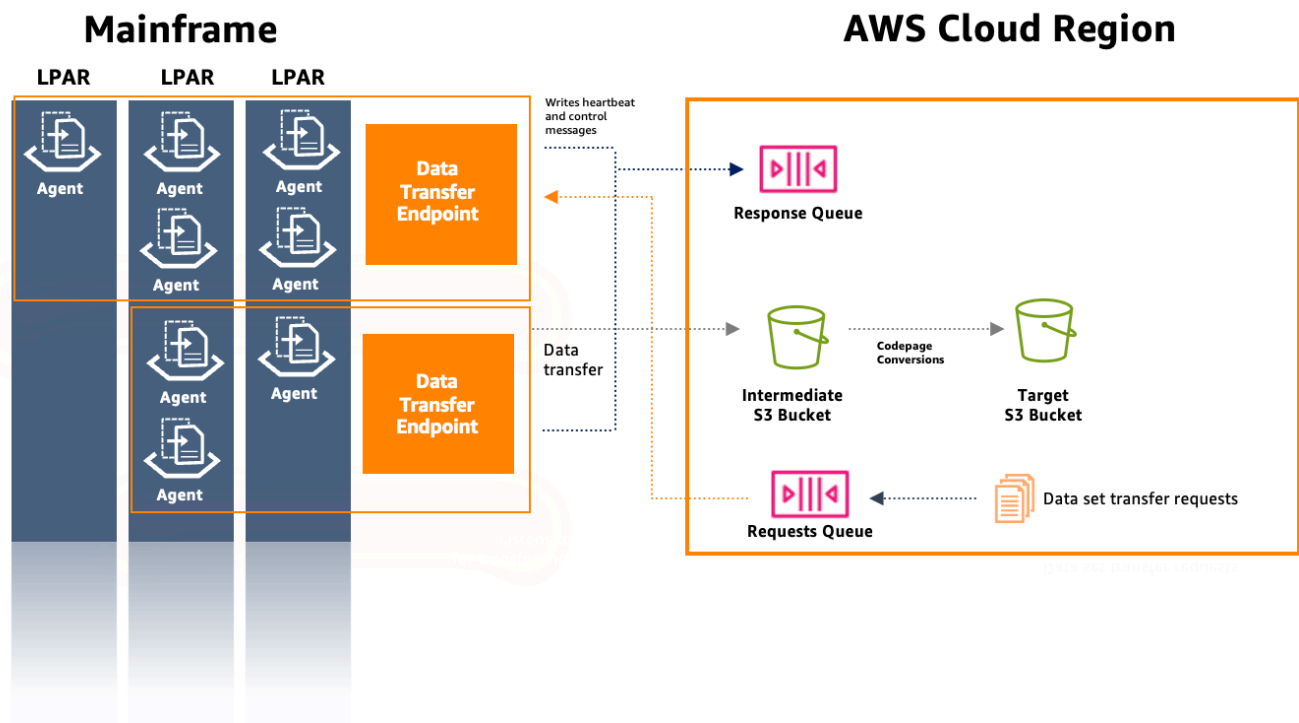 Mainframe
AWS Cloud Region
LPAR
LPAR
LPAR
Agent
Agent
Agent
Agent
Agent
Data
Transfer
Endpoint
Writes heartbeat
and control
messages
Response Queue
Agent
Agent
Agent
Data
Transfer
Endpoint
Data
transfer
Codepage
Conversions
Intermediate
S3 Bucket
Target
S3 Bucket
Requests Queue
Data set transfer requests